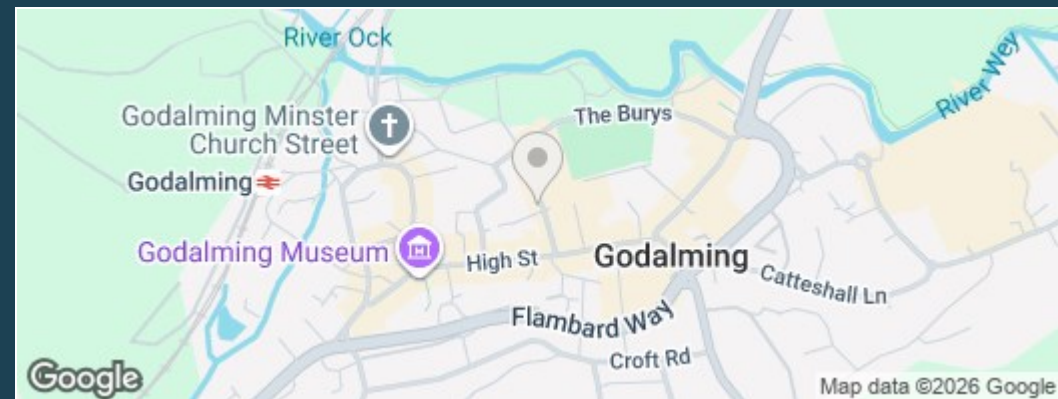 River Ock
River Wey
The Burys
Godalming Minster
Church Street
Godalming
Godalming Museum
High St
Godalming
Catteshall Ln
Flambard Way
Croft Rd
Google
Map data ©2026 Google